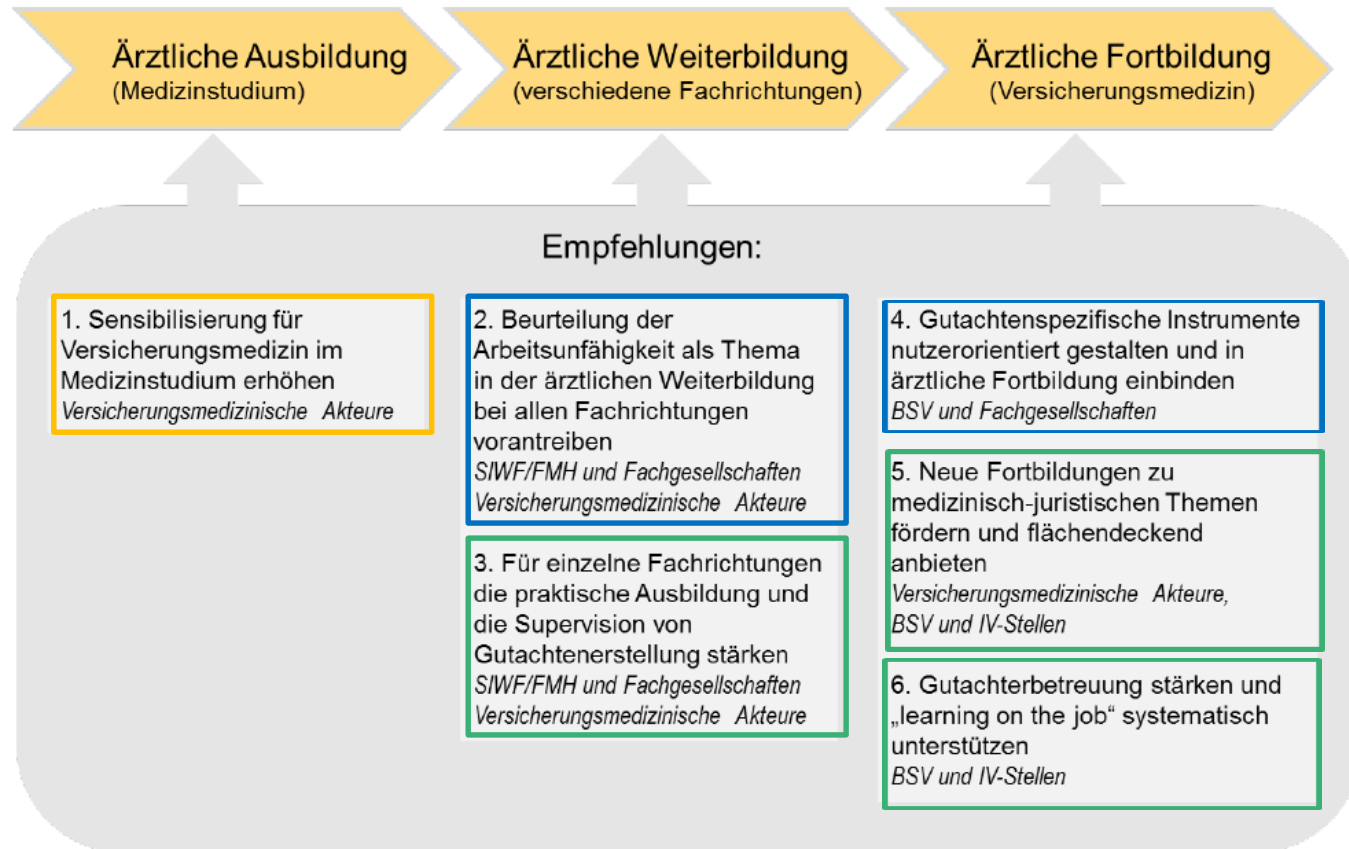 Ärztliche Ausbildung
(Medizinstudium)
Ärztliche Weiterbildung
(verschiedene Fachrichtungen)
Ärztliche Fortbildung
(Versicherungsmedizin)
Empfehlungen:
1. Sensibilisierung für
Versicherungsmedizin im
Medizinstudium erhöhen
Versicherungsmedizinische Akteure
2. Beurteilung der
Arbeitsunfähigkeit als Thema
in der ärztlichen Weiterbildung
bei allen Fachrichtungen
vorantreiben
SIWF/FMH und Fachgesellschaften
Versicherungsmedizinische Akteure
3. Für einzelne Fachrichtungen
die praktische Ausbildung und
die Supervision von
Gutachtenerstellung stärken
SIWF/FMH und Fachgesellschaften
Versicherungsmedizinische Akteure
4. Gutachtenspezifische Instrumente
nutzerorientiert gestalten und in
ärztliche Fortbildung einbinden
BSV und Fachgesellschaften
5. Neue Fortbildungen zu
medizinisch-juristischen Themen
fördern und flächendeckend
anbieten
Versicherungsmedizinische Akteure,
BSV und IV-Stellen
6. Gutachterbetreuung stärken und
„learning on the job“ systematisch
unterstützen
BSV und IV-Stellen